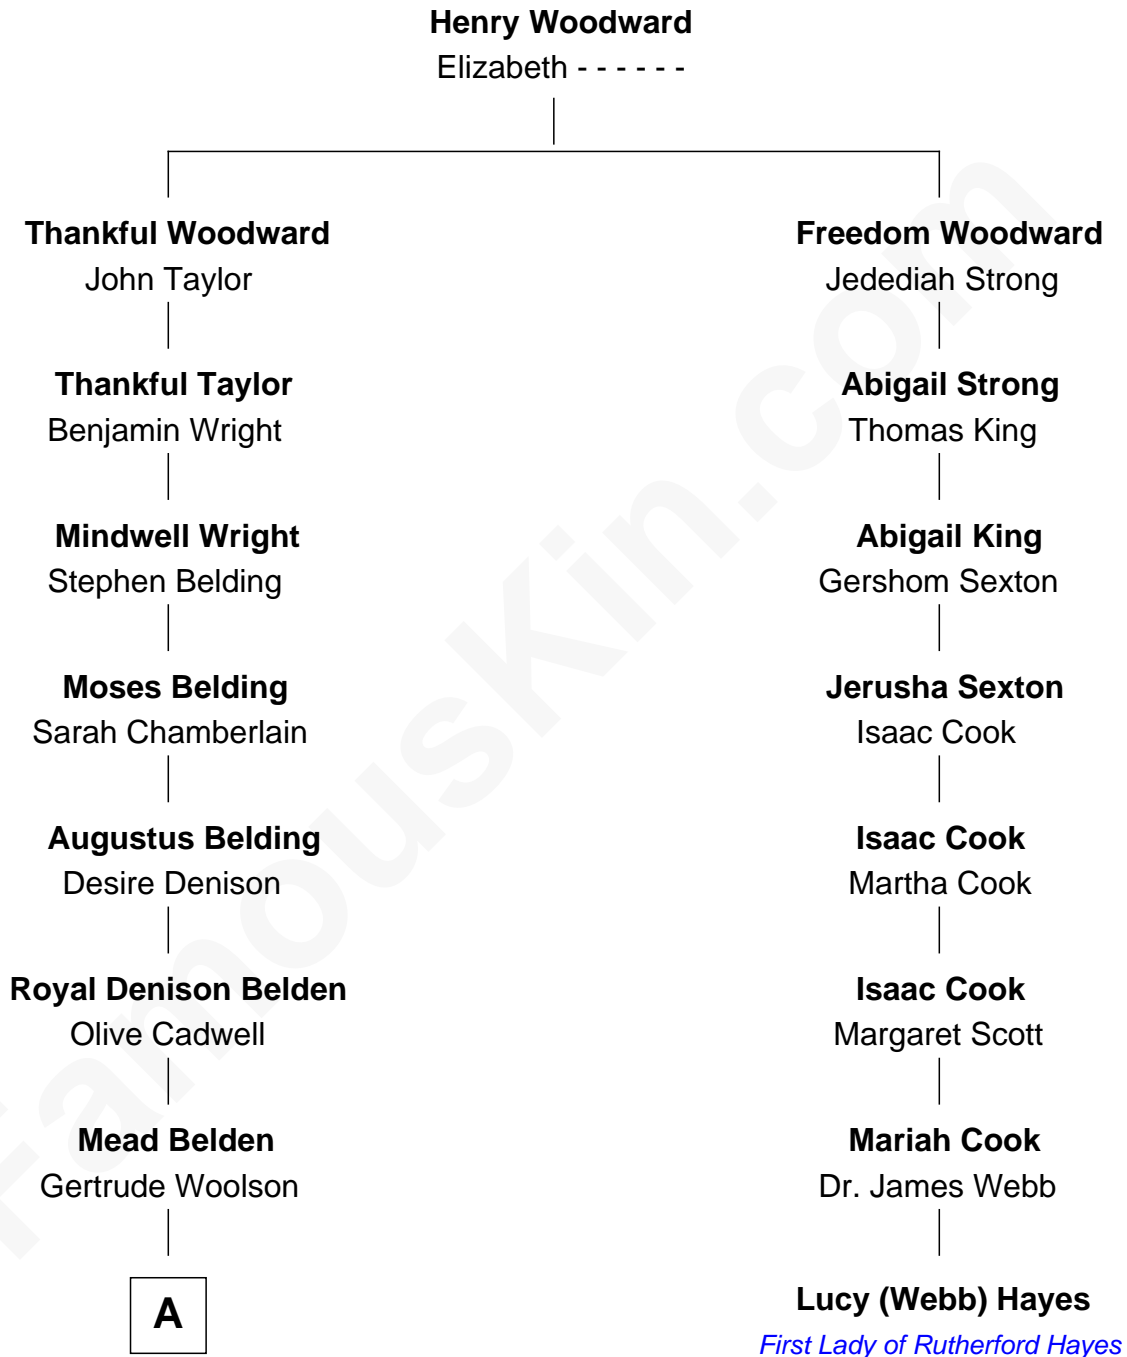 Henry Woodward
Elizabeth - - - - - -
Thankful Woodward
John Taylor
Freedom Woodward
Jedediah Strong
Thankful Taylor
Benjamin Wright
Abigail Strong
Thomas King
Mindwell Wright
Stephen Belding
Abigail King
Gershom Sexton
Moses Belding
Sarah Chamberlain
Jerusha Sexton
Isaac Cook
Augustus Belding
Desire Denison
Isaac Cook
Martha Cook
Royal Denison Belden
Olive Cadwell
Isaac Cook
Margaret Scott
Mead Belden
Gertrude Woolson
Mariah Cook
Dr. James Webb
A
Lucy (Webb) Hayes
First Lady of Rutherford Hayes
FamousKin.com